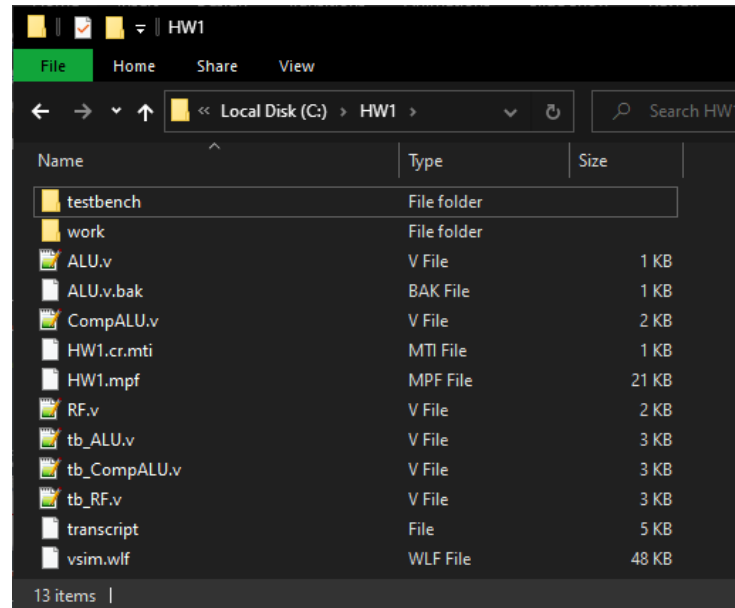 HW1
File Home Share View
« Local Disk (C:) > HW1 > Search HW1
Name Type Size
testbench File folder
work File folder
ALU.v V File 1 KB
ALU.v.bak BAK File 1 KB
CompALU.v V File 2 KB
HW1.cr.mti MTI File 1 KB
HW1.mpf MPF File 21 KB
RF.v V File 2 KB
tb_ALU.v V File 3 KB
tb_CompALU.v V File 3 KB
tb_RF.v V File 3 KB
transcript File 5 KB
vsim.wlf WLF File 48 KB
13 items